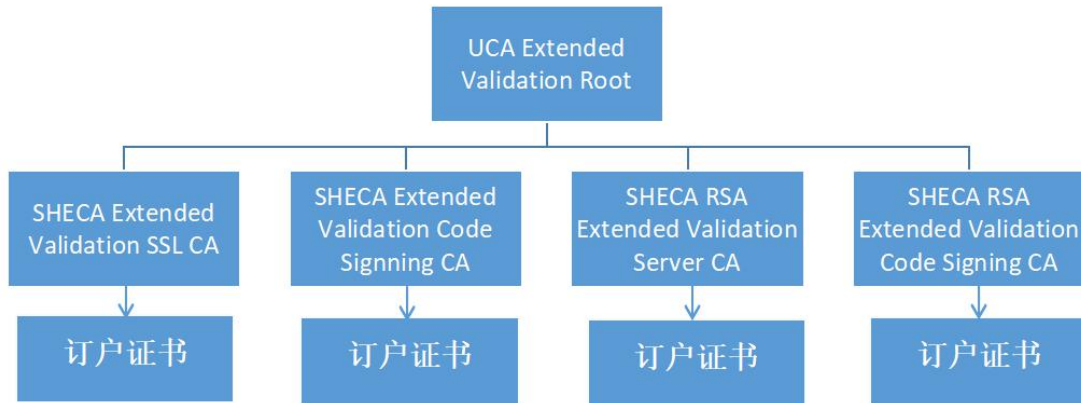 UCA Extended
Validation Root
SHECA Extended
Validation SSL CA
SHECA Extended
Validation Code
Signning CA
SHECA RSA
Extended Validation
Server CA
SHECA RSA
Extended Validation
Code Signing CA
订户证书
订户证书
订户证书
订户证书